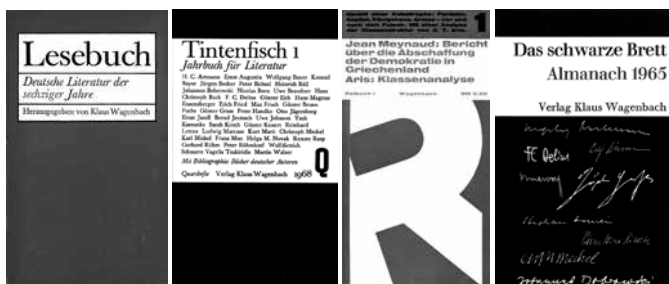 Lesebuch
Deutsche Literatur der
sechziger Jahre
Herausgegeben von Klaus Wagenbach
Tintenfisch 1
Jahrbuch für Literatur
H. C. Artmann Ernst Augustin Wolfgang Bauer Konrad
Bayer Jürgen Becker Peter Bichsel Heinrich Böll
Johannes Bobrowski Nicolas Born Uwe Brandner Hans
Christoph Buch F. C. Delius Günter Eich Hans Magnus
Enzensberger Erich Fried Max Frisch Günter Bruno
Fuchs Günter Grass Peter Handke Otto Jägersberg
Ernst Jandl Bernd Jentzsch Uwe Johnson Yaak
Karsunke Sarah Kirsch Günter Kunert Reinhard
Lettau Ludwig Marcuse Kurt Marti Christoph Meckel
Karl Mickel Franz Mon Helga M. Novak Renate Rasp
Gerhard Rühm Peter Rühmkorf Wolfdietrich
Schnurre Vagelis Tsakiridis Martin Walser
Mit Bibliographie: Bücher deutscher Autoren
Quarthefte Verlag Klaus Wagenbach 1968
Q
1
Jean Meynaud: Bericht
über die Abschaffung
der Demokratie in
Griechenland
Aris: Klassenanalyse
Wagenbach
R
Das schwarze Brett
Almanach 1965
Verlag Klaus Wagenbach
FC Delius
Christoph Meckel
Johannes Bobrowski